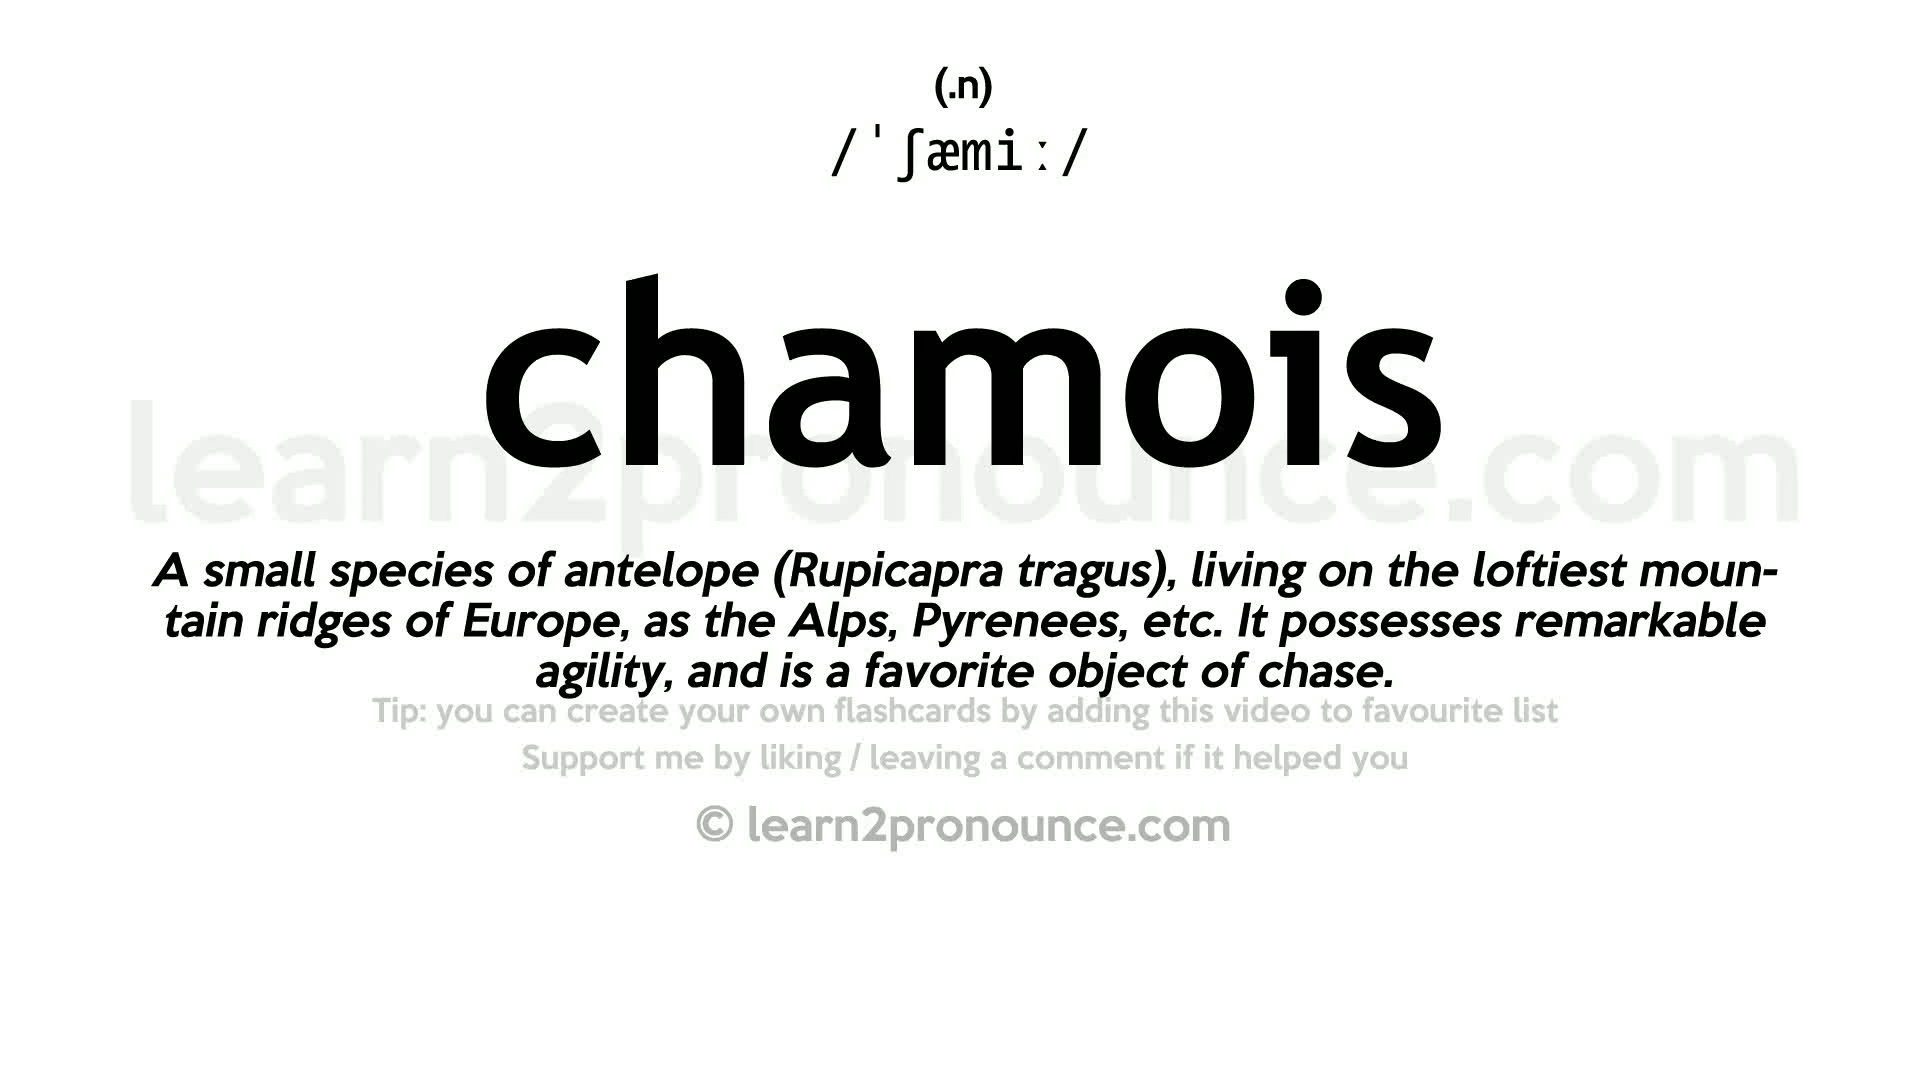 (.n)
/ˈʃæmiː/
chamois
learn2pronounce.com
A small species of antelope (Rupicapra tragus), living on the loftiest moun-
tain ridges of Europe, as the Alps, Pyrenees, etc. It possesses remarkable
agility, and is a favorite object of chase.
Tip: you can create your own flashcards by adding this video to favourite list
Support me by liking / leaving a comment if it helped you
© learn2pronounce.com